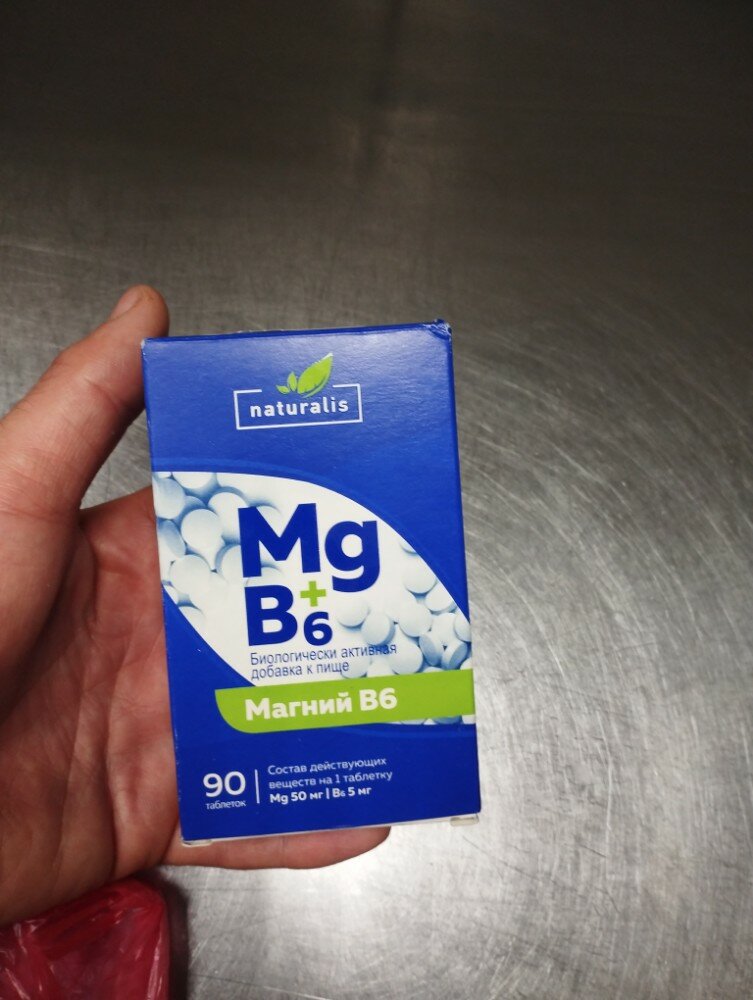 naturalis
Mg
+
B6
Биологически активная
добавка к пище
Магний B6
90
таблеток
Состав действующих
веществ на 1 таблетку
Mg 50 мг | B6 5 мг